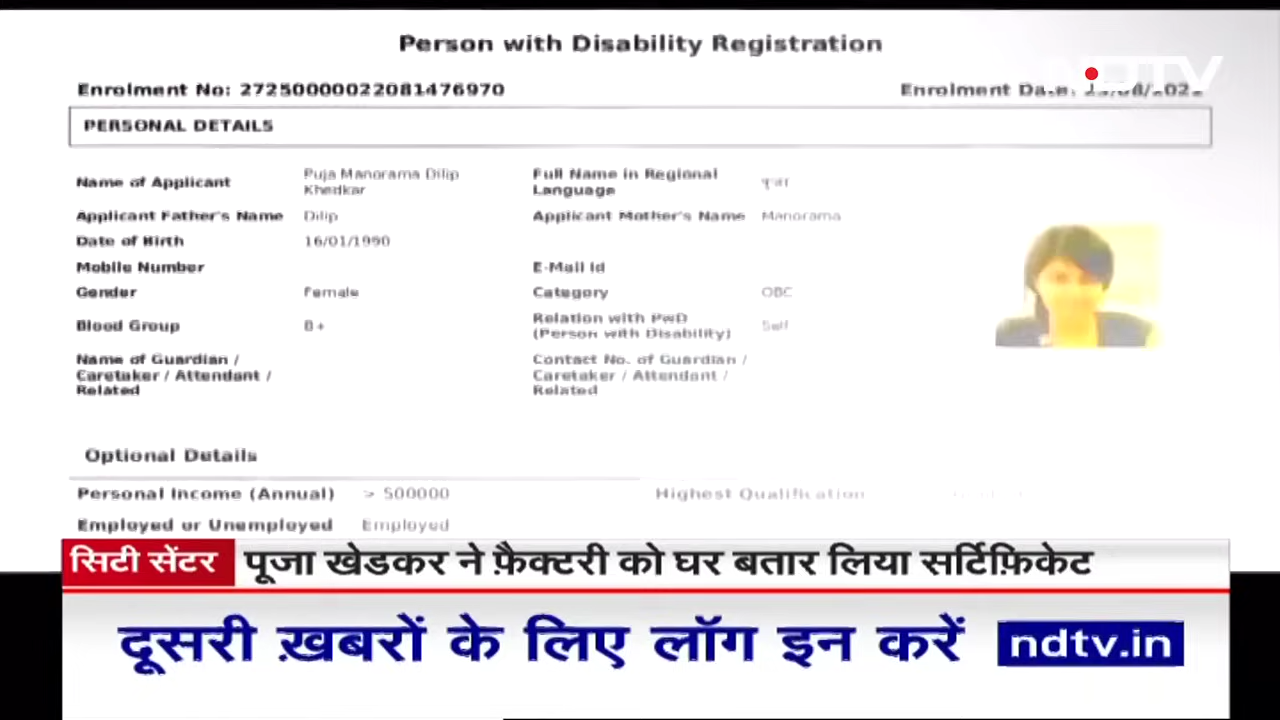 Person with Disability Registration
NDTV
Enrolment No: 27250000022081476970
Enrolment Date:
PERSONAL DETAILS
Name of Applicant Puja Manorama Dilip Khedkar
Full Name in Regional Language
Applicant Father's Name Dilip
Applicant Mother's Name Manorama
Date of Birth 16/01/1990
Mobile Number
E-Mail Id
Gender Female
Category OBC
Blood Group B+
Relation with PwD (Person with Disability) Self
Name of Guardian / Caretaker / Attendant / Related
Contact No. of Guardian / Caretaker / Attendant / Related
Optional Details
Personal Income (Annual) > 500000
Highest Qualification
Employed or Unemployed Employed
सिटी सेंटर
पूजा खेडकर ने फ़ैक्टरी को घर बतार लिया सर्टिफ़िकेट
दूसरी ख़बरों के लिए लॉग इन करें
ndtv.in